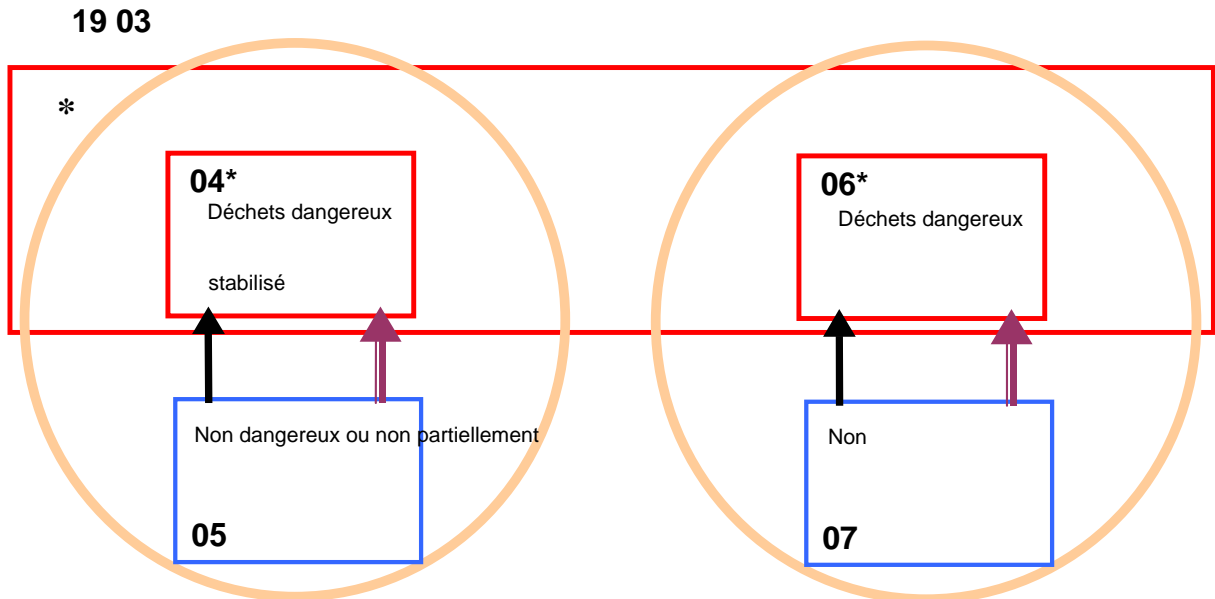 19 03
*
04*
Déchets dangereux
stabilisé
06*
Déchets dangereux
Non dangereux ou non partiellement
05
Non
07